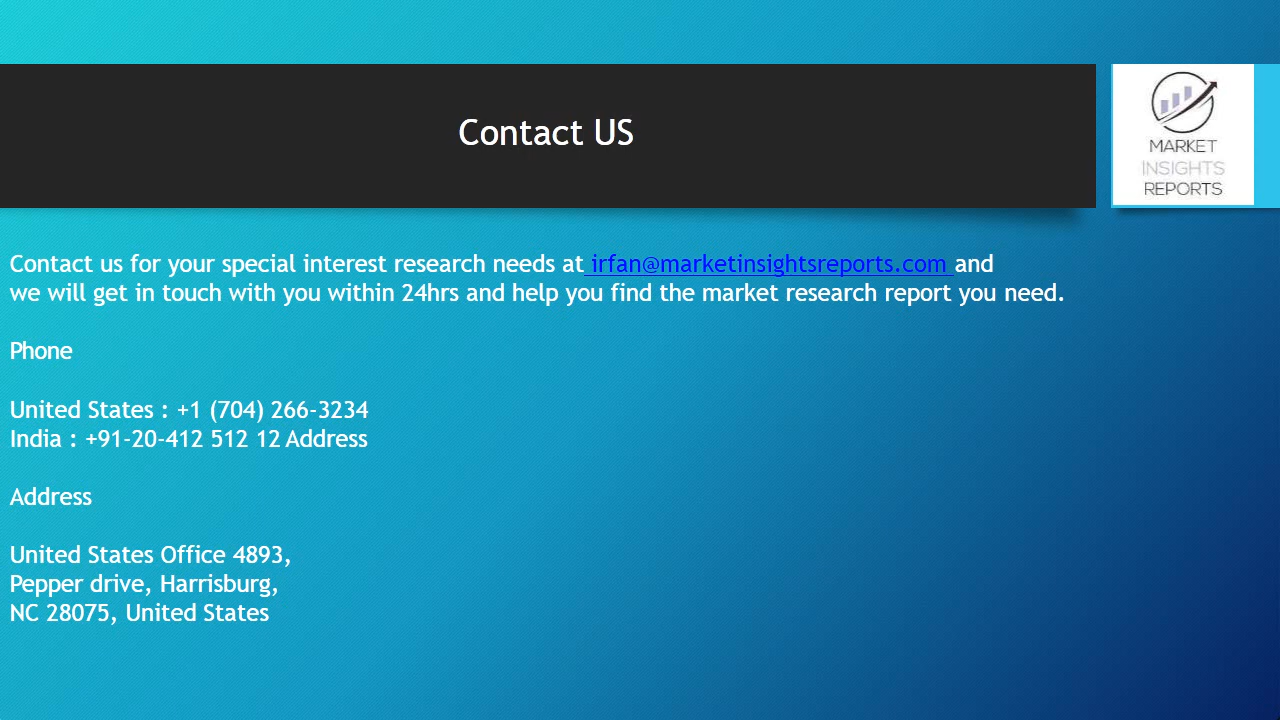 Contact US
MARKET
INSIGHTS
REPORTS
Contact us for your special interest research needs at irfan@marketinsightsreports.com and
we will get in touch with you within 24hrs and help you find the market research report you need.
Phone
United States : +1 (704) 266-3234
India : +91-20-412 512 12 Address
Address
United States Office 4893,
Pepper drive, Harrisburg,
NC 28075, United States